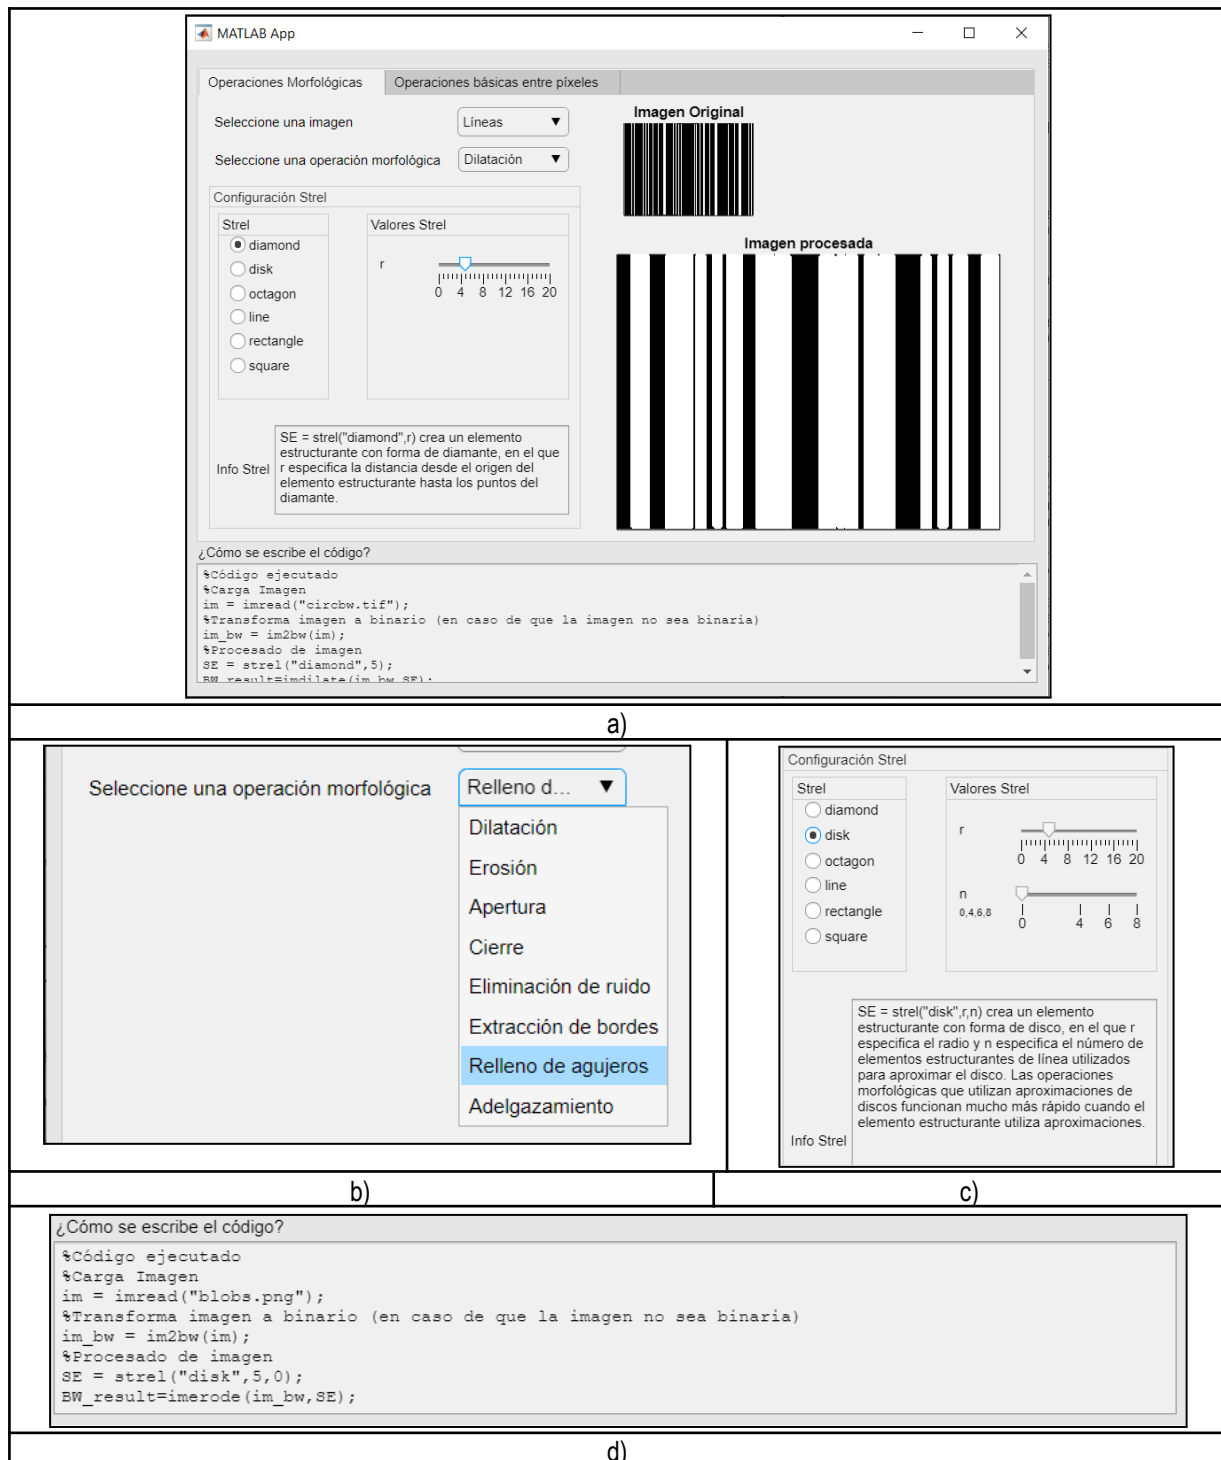 MATLAB App
Operaciones Morfológicas
Operaciones básicas entre píxeles
Seleccione una imagen
Líneas
Seleccione una operación morfológica
Dilatación
Configuración Strel
Strel
diamond
disk
octagon
line
rectangle
square
Valores Strel
r
0 4 8 12 16 20
Info Strel
SE = strel("diamond",r) crea un elemento
estructurante con forma de diamante, en el que
r especifica la distancia desde el origen del
elemento estructurante hasta los puntos del
diamante.
Imagen Original
Imagen procesada
¿Cómo se escribe el código?
%Código ejecutado
%Carga Imagen
im = imread("circbw.tif");
%Transforma imagen a binario (en caso de que la imagen no sea binaria)
im_bw = im2bw(im);
%Procesado de imagen
SE = strel("diamond",5);
BW_result=imdilate(im_bw,SE);
a)
Seleccione una operación morfológica
Relleno d...
Dilatación
Erosión
Apertura
Cierre
Eliminación de ruido
Extracción de bordes
Relleno de agujeros
Adelgazamiento
b)
Configuración Strel
Strel
diamond
disk
octagon
line
rectangle
square
Valores Strel
r
0 4 8 12 16 20
n
0,4,6,8
0 4 6 8
Info Strel
SE = strel("disk",r,n) crea un elemento
estructurante con forma de disco, en el que r
especifica el radio y n especifica el número de
elementos estructurantes de línea utilizados
para aproximar el disco. Las operaciones
morfológicas que utilizan aproximaciones de
discos funcionan mucho más rápido cuando el
elemento estructurante utiliza aproximaciones.
c)
¿Cómo se escribe el código?
%Código ejecutado
%Carga Imagen
im = imread("blobs.png");
%Transforma imagen a binario (en caso de que la imagen no sea binaria)
im_bw = im2bw(im);
%Procesado de imagen
SE = strel("disk",5,0);
BW_result=imerode(im_bw,SE);
d)